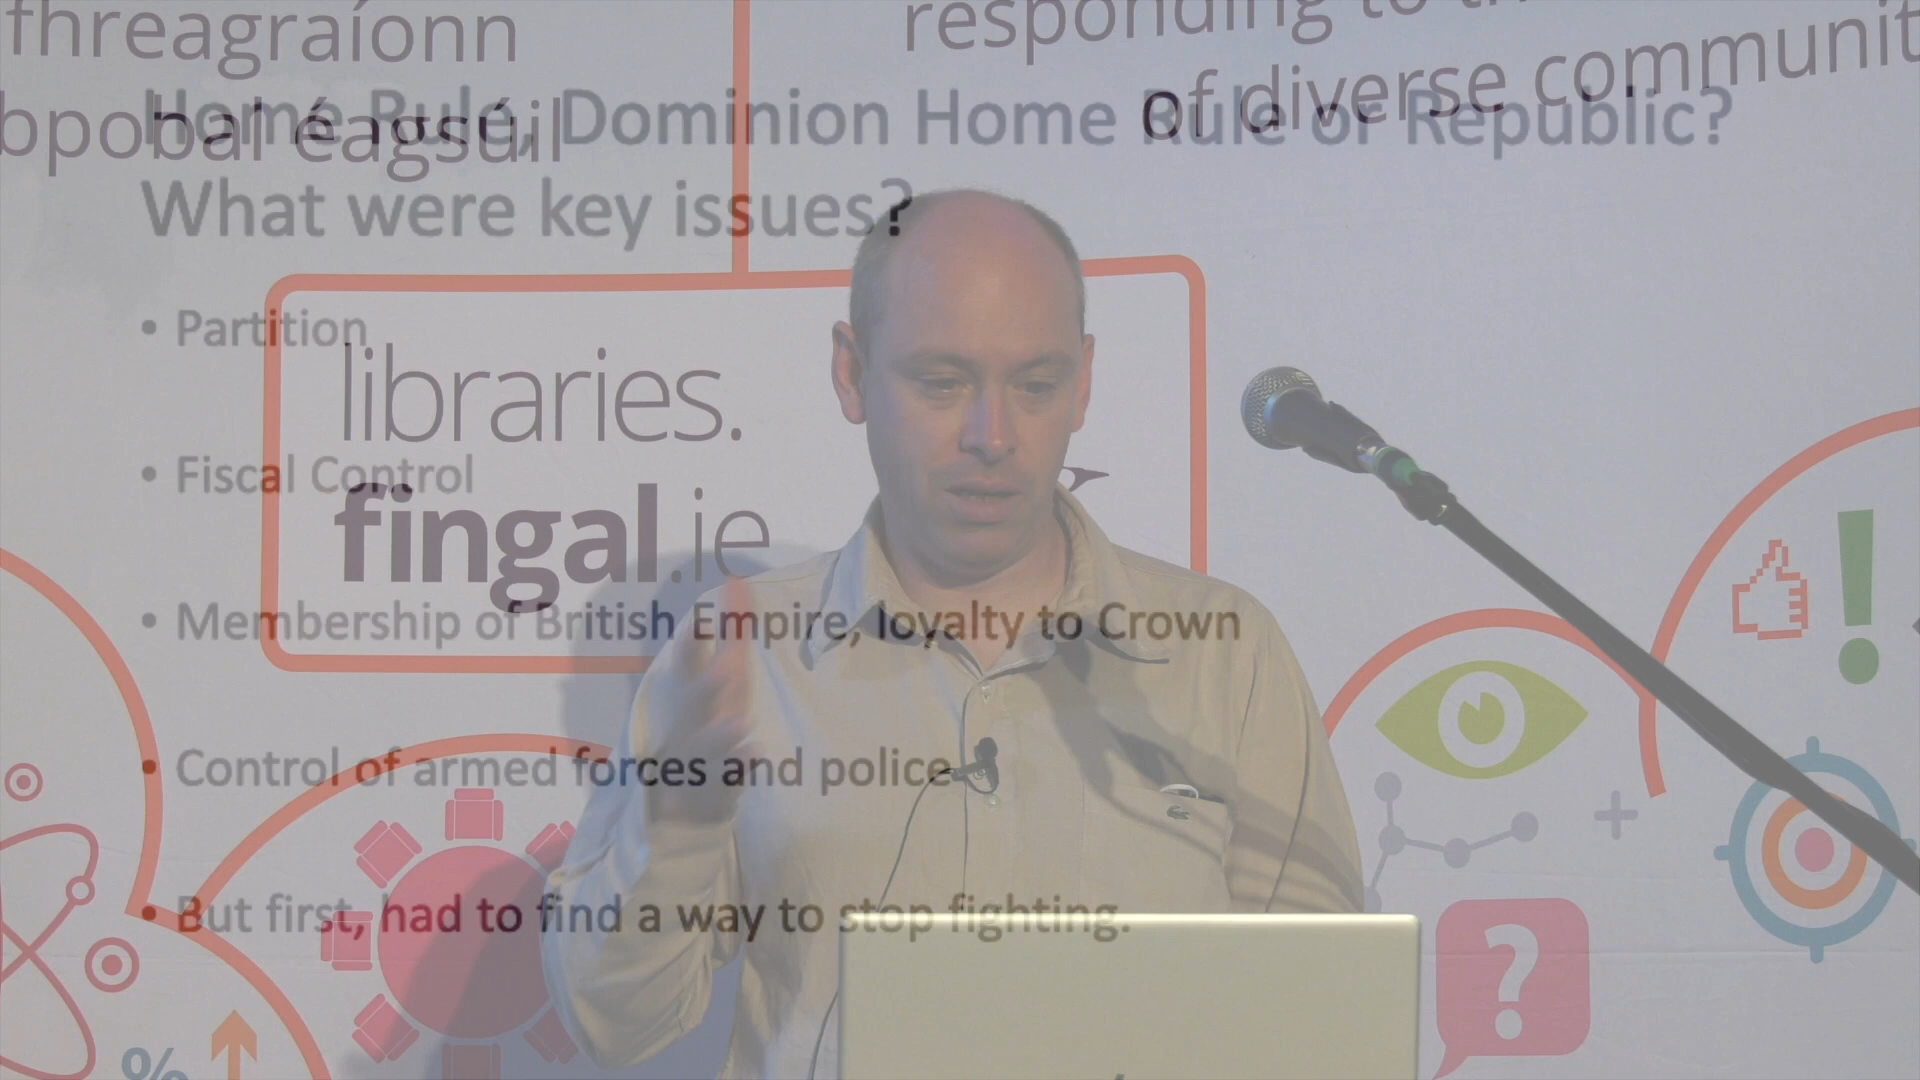 fhreagraíonn
bpobal éagsúil
responding to
of diverse communit
Home Rule, Dominion Home Rule or Republic?
What were key issues?
• Partition
• Fiscal Control
• Membership of British Empire, loyalty to Crown
• Control of armed forces and police
• But first, had to find a way to stop fighting.
libraries.
fingal.ie
%
?